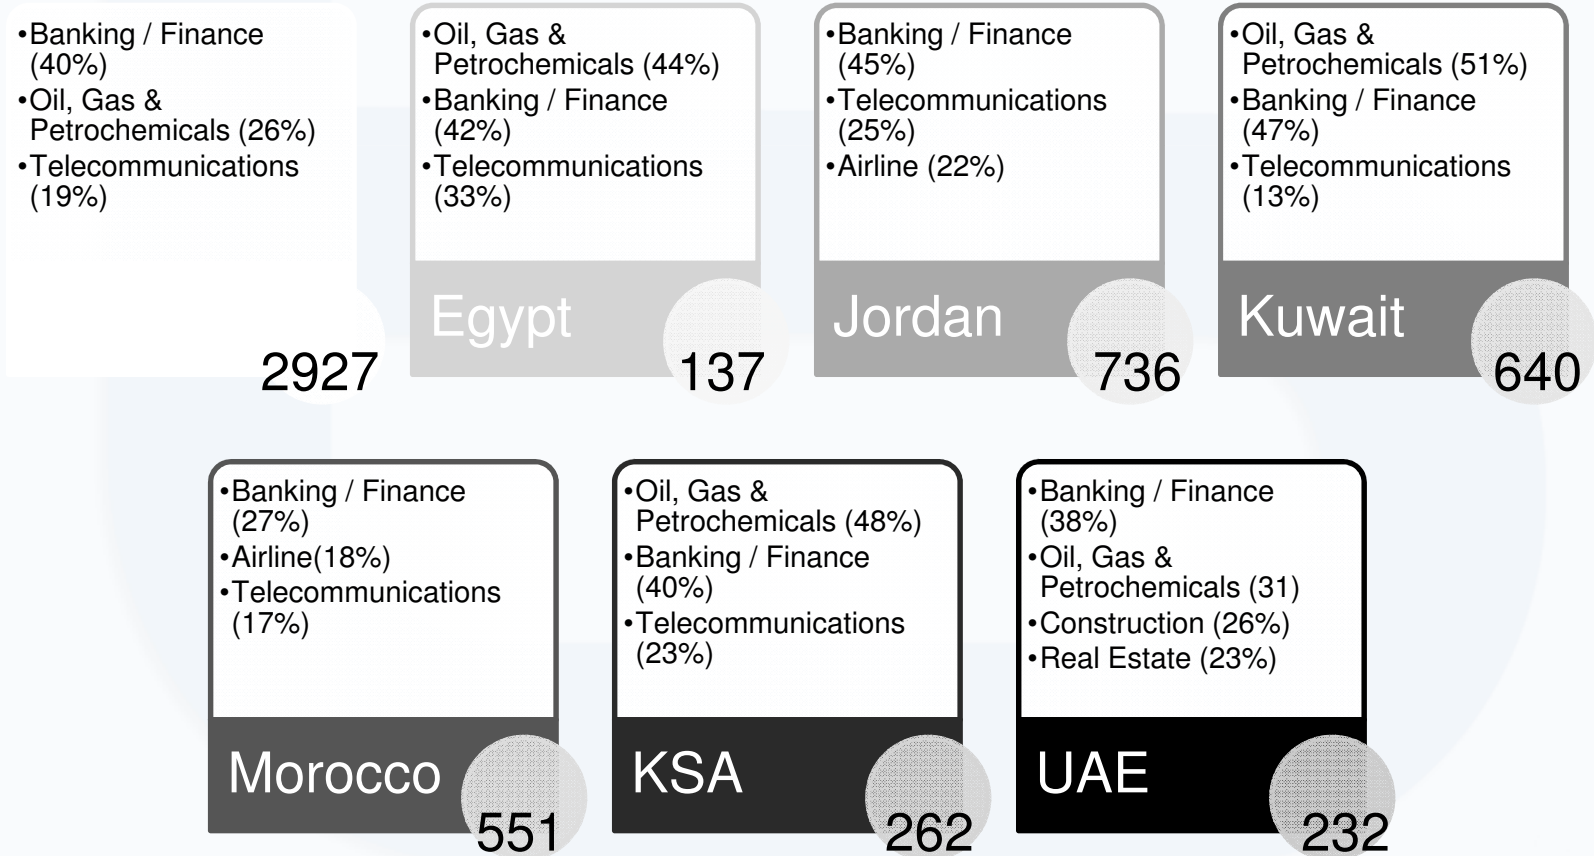 •Banking / Finance
(40%)
•Oil, Gas &
Petrochemicals (26%)
•Telecommunications
(19%)
2927
•Oil, Gas &
Petrochemicals (44%)
•Banking / Finance
(42%)
•Telecommunications
(33%)
Egypt
137
•Banking / Finance
(45%)
•Telecommunications
(25%)
•Airline (22%)
Jordan
736
•Oil, Gas &
Petrochemicals (51%)
•Banking / Finance
(47%)
•Telecommunications
(13%)
Kuwait
640
•Banking / Finance
(27%)
•Airline(18%)
•Telecommunications
(17%)
Morocco
551
•Oil, Gas &
Petrochemicals (48%)
•Banking / Finance
(40%)
•Telecommunications
(23%)
KSA
262
•Banking / Finance
(38%)
•Oil, Gas &
Petrochemicals (31)
•Construction (26%)
•Real Estate (23%)
UAE
232